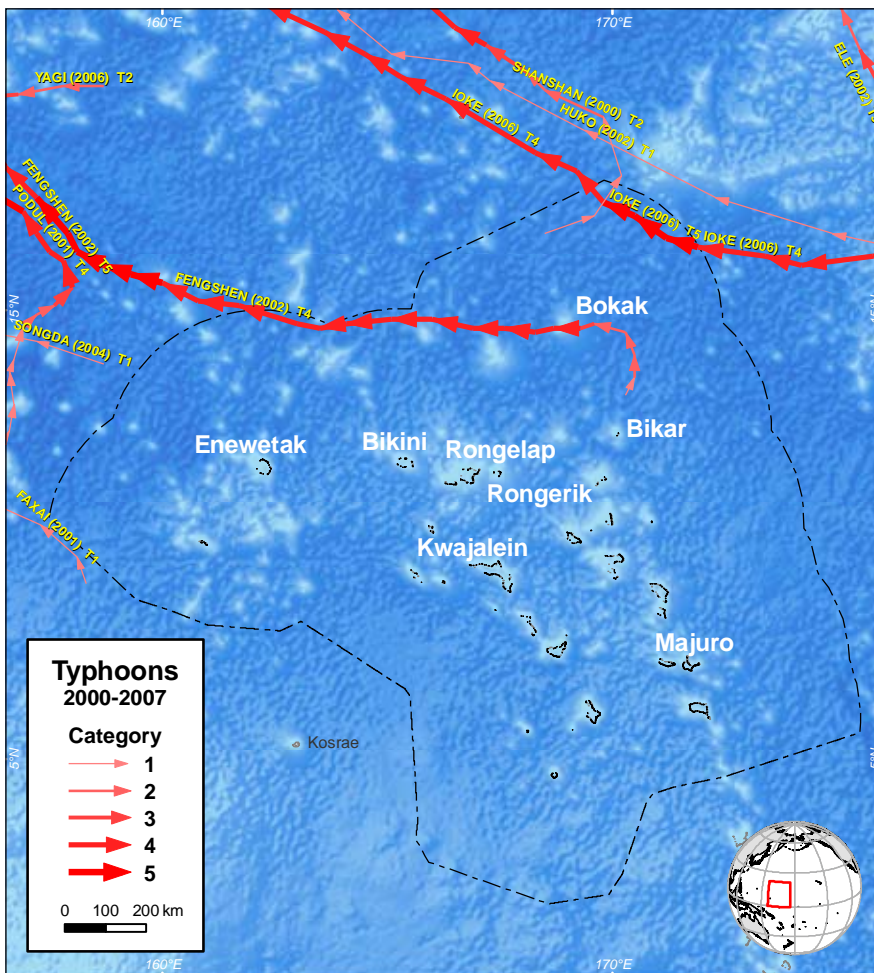 160°E
170°E
YAGI (2006) T2
SHANSHAN (2000) T2
HUKO (2002) T1
IOKE (2006) T4
FENGSHEN (2002) T5
PODUL (2001) T4
IOKE (2006) T5
IOKE (2006) T4
FENGSHEN (2002) T4
15°N
15°N
Bokak
SONGDA (2004) T1
Enewetak
Bikini
Rongelap
Bikar
Rongerik
FAXAI (2001) T1
Kwajalein
Majuro
Typhoons
2000-2007
Category
1
2
3
4
5
0 100 200 km
Kosrae
5°N
5°N
160°E
170°E